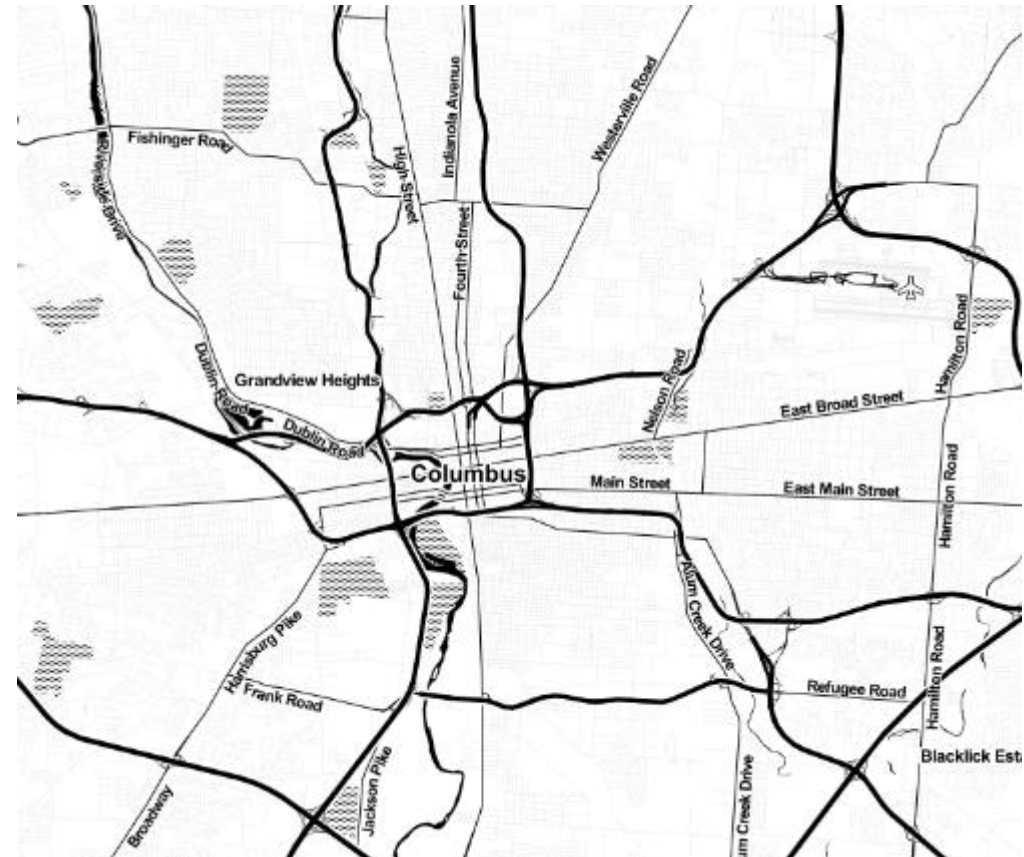 Fishinger Road
High Street
Indianola Avenue
Westerville Road
Riverside Drive
Fourth Street
Dublin Road
Grandview Heights
Dublin Road
Nelson Road
Hamilton Road
East Broad Street
Columbus
Main Street
East Main Street
Hamilton Road
Alum Creek Drive
Harrisburg Pike
Frank Road
Refugee Road
Hamilton Road
Blacklick Esta
Jackson Pike
Broadway
um Creek Drive